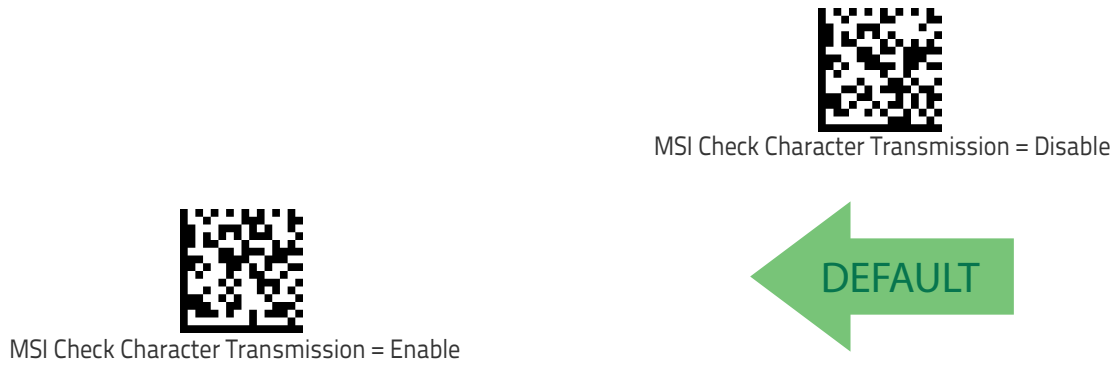 MSI Check Character Transmission = Disable
DEFAULT
MSI Check Character Transmission = Enable